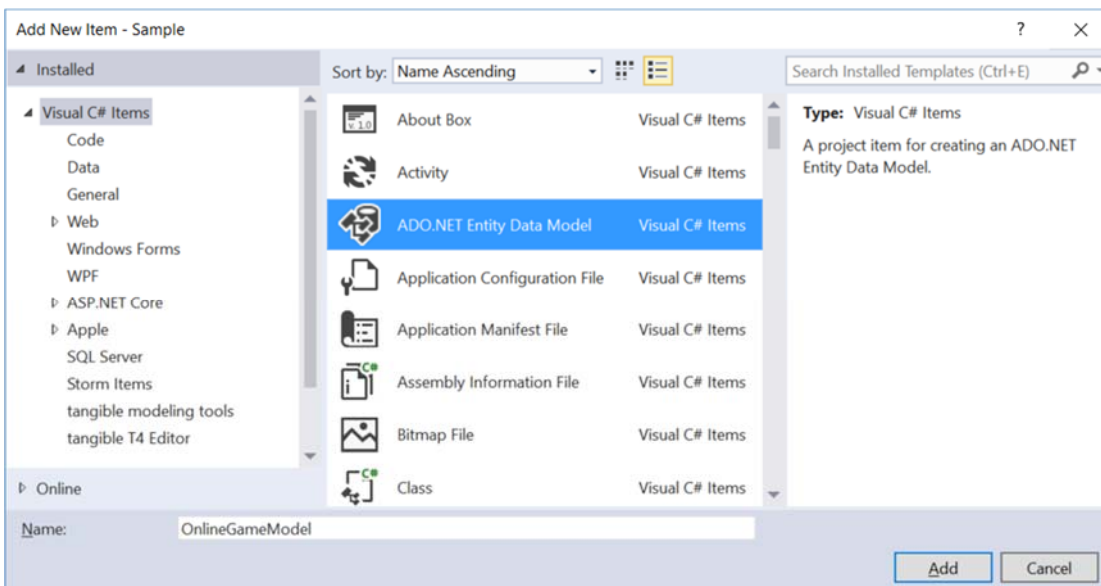 Add New Item - Sample
?
Installed
Sort by: Name Ascending
Search Installed Templates (Ctrl+E)
Visual C# Items
Code
Data
General
Web
Windows Forms
WPF
ASP.NET Core
Apple
SQL Server
Storm Items
tangible modeling tools
tangible T4 Editor
Online
v. 1.0
About Box Visual C# Items
Activity Visual C# Items
ADO.NET Entity Data Model Visual C# Items
Application Configuration File Visual C# Items
Application Manifest File Visual C# Items
C#
Assembly Information File Visual C# Items
Bitmap File Visual C# Items
C#
Class Visual C# Items
Type: Visual C# Items
A project item for creating an ADO.NET
Entity Data Model.
Name: OnlineGameModel
Add
Cancel